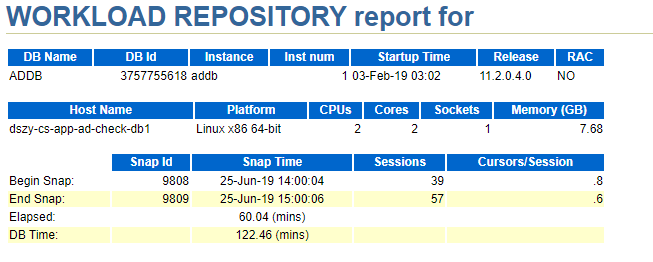 WORKLOAD REPOSITORY report for
DB Name DB Id Instance Inst num Startup Time Release RAC
ADDB 3757755618 addb 1 03-Feb-19 03:02 11.2.0.4.0 NO
Host Name Platform CPUs Cores Sockets Memory (GB)
dszy-cs-app-ad-check-db1 Linux x86 64-bit 2 2 1 7.68
Snap Id Snap Time Sessions Cursors/Session
Begin Snap: 9808 25-Jun-19 14:00:04 39 .8
End Snap: 9809 25-Jun-19 15:00:06 57 .6
Elapsed: 60.04 (mins)
DB Time: 122.46 (mins)